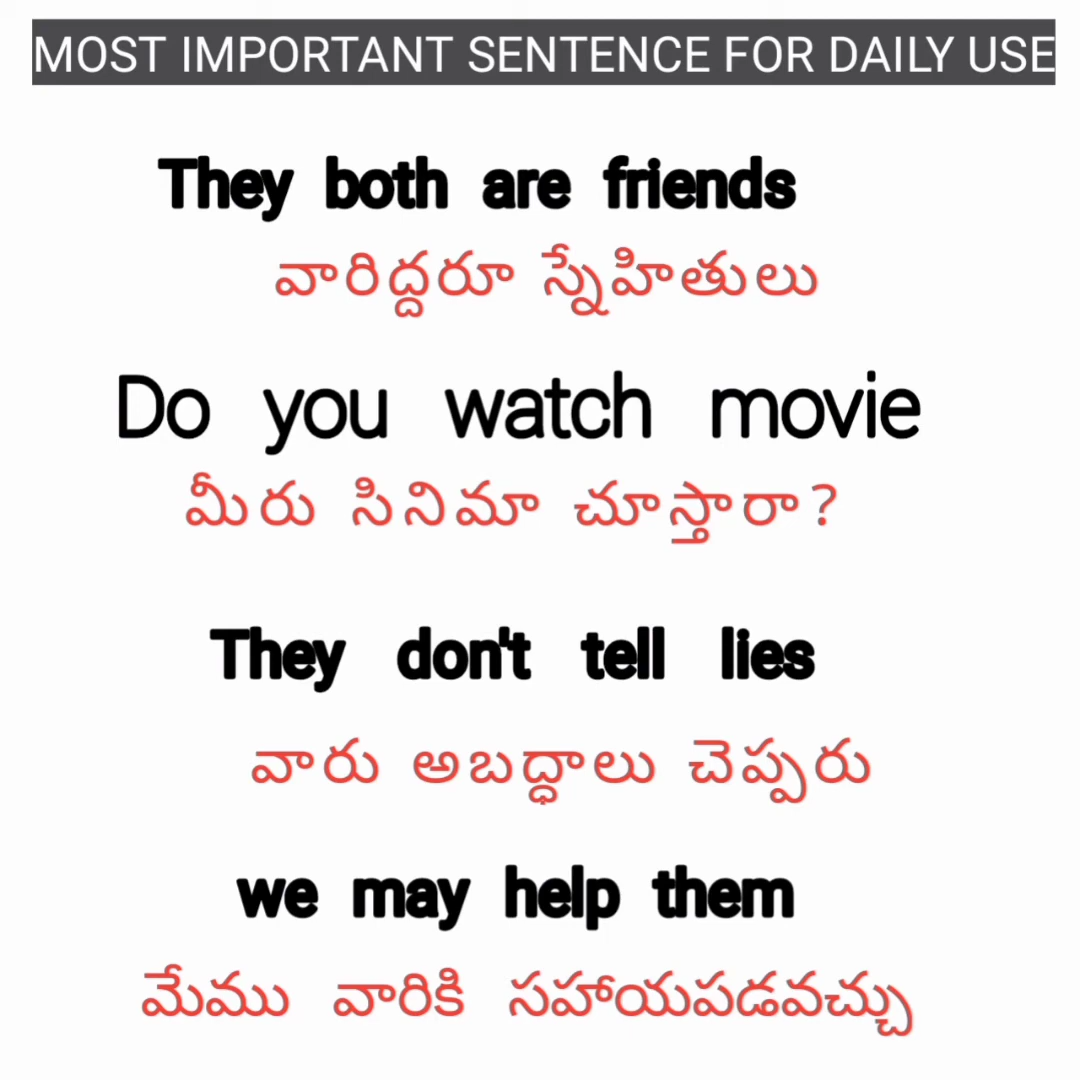 MOST IMPORTANT SENTENCE FOR DAILY USE
They both are friends
వారిద్దరూ స్నేహితులు
Do you watch movie
మీరు సినిమా చూస్తారా?
They don't tell lies
వారు అబద్ధాలు చెప్పరు
we may help them
మేము వారికి సహాయపడవచ్చు